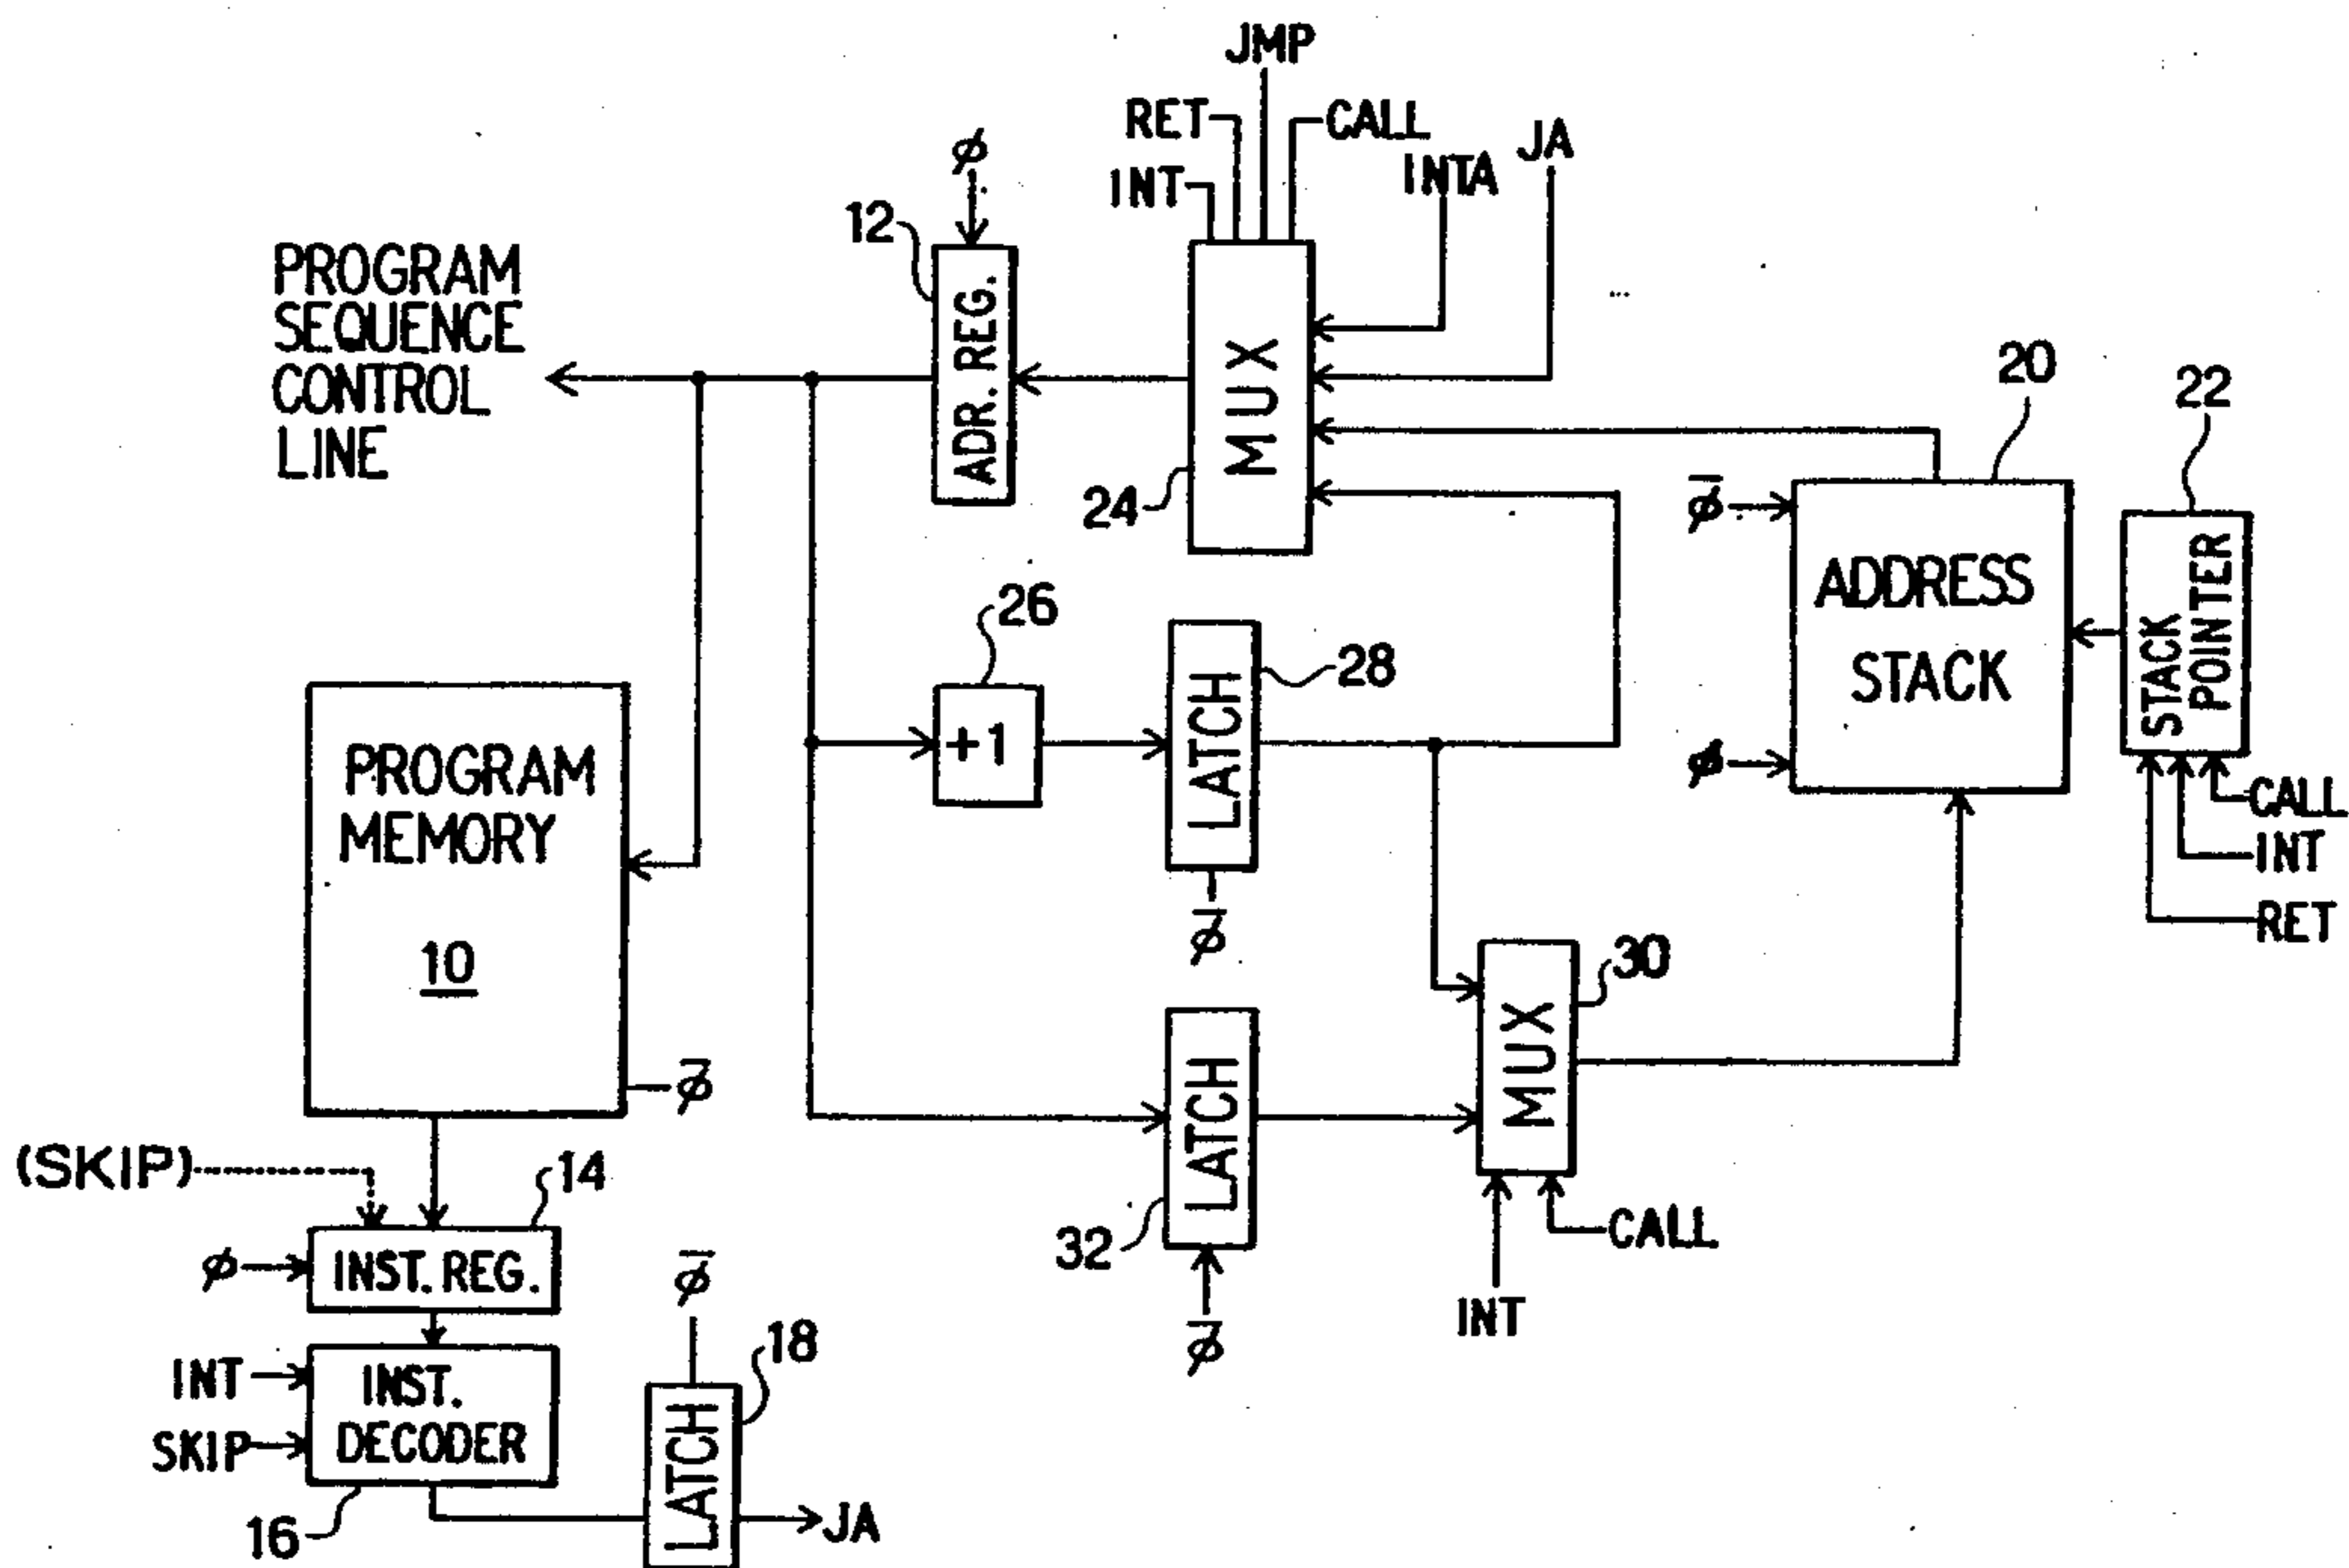 JMP
RET
CALL
INT
INTA
JA
φ
12
PROGRAM
SEQUENCE
CONTROL
LINE
ADR. REG.
MUX
24
20
22
φ̅
ADDRESS
STACK
φ
STACK
POINTER
CALL
INT
RET
26
+1
28
LATCH
φ̅
PROGRAM
MEMORY
10
φ̅
30
MUX
LATCH
32
φ̅
INT
CALL
(SKIP)
14
φ
INST. REG.
INT
SKIP
INST.
DECODER
16
φ̅
18
LATCH
JA